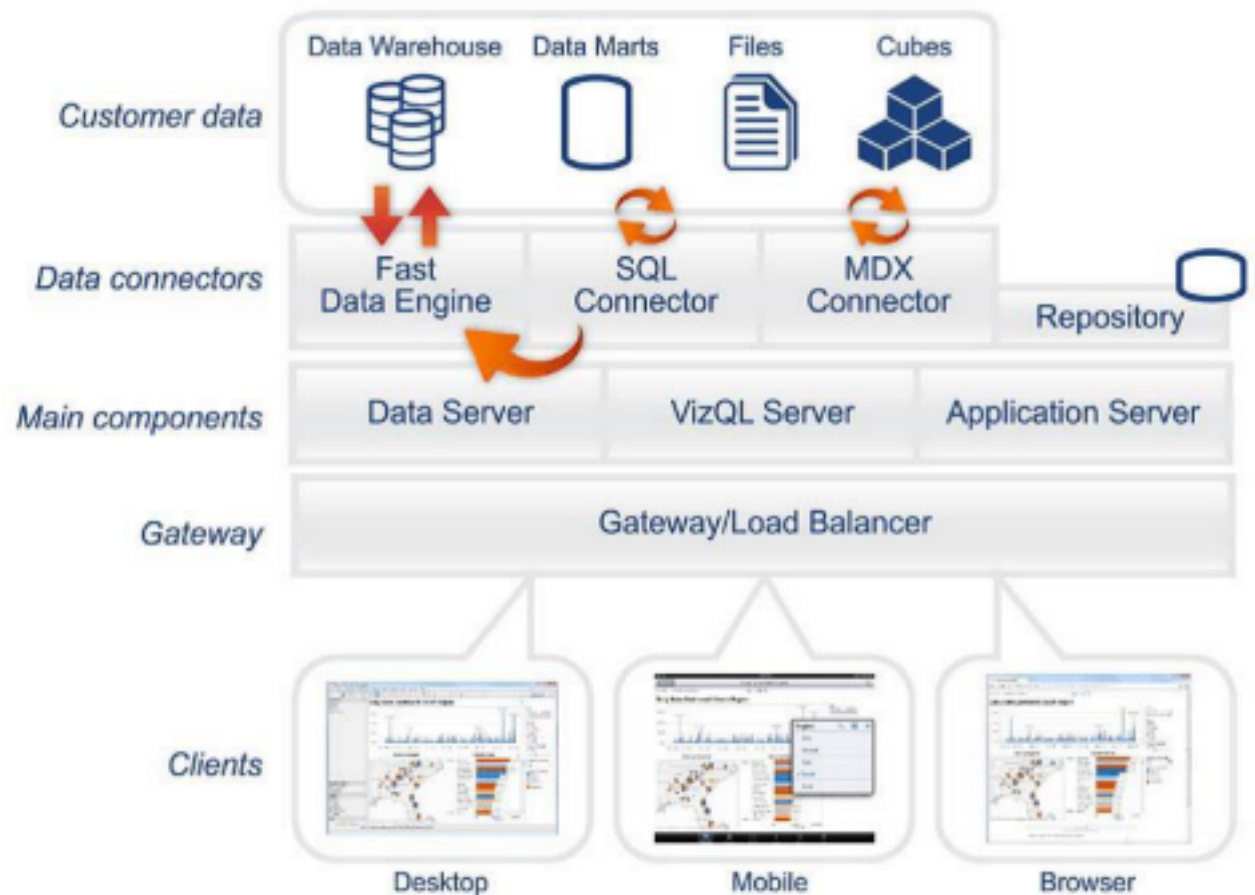 Data Warehouse
Data Marts
Files
Cubes
Customer data
Data connectors
Fast
Data Engine
SQL
Connector
MDX
Connector
Repository
Main components
Data Server
VizQL Server
Application Server
Gateway
Gateway/Load Balancer
Clients
Desktop
Mobile
Browser